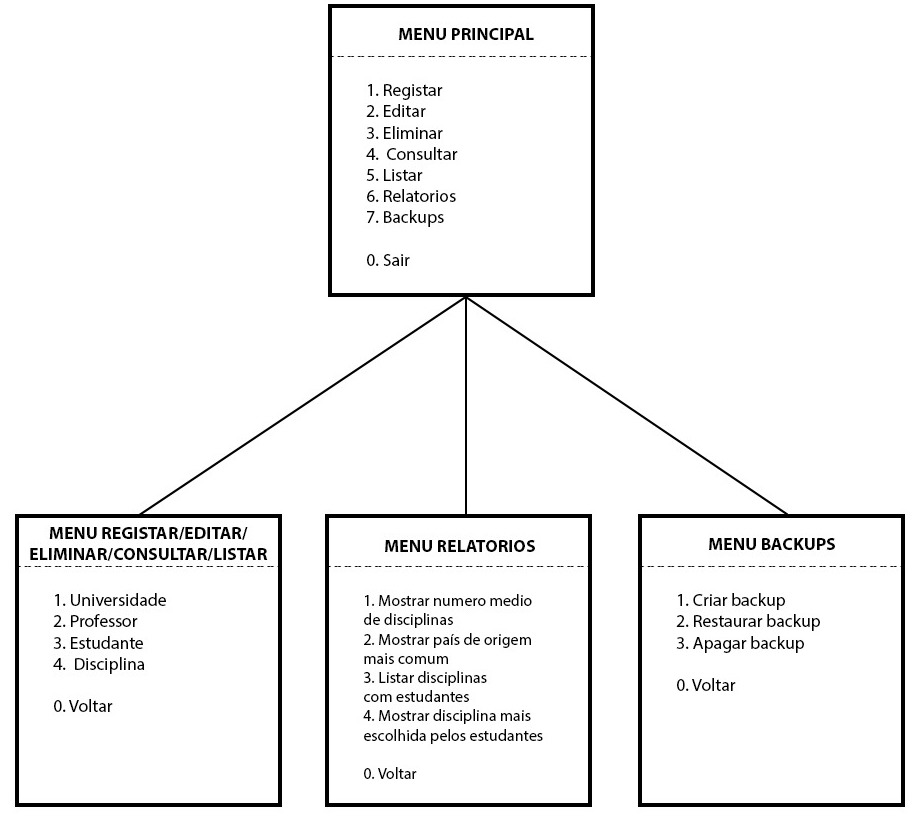 MENU PRINCIPAL
1. Registar
2. Editar
3. Eliminar
4. Consultar
5. Listar
6. Relatorios
7. Backups
0. Sair
MENU REGISTAR/EDITAR/
ELIMINAR/CONSULTAR/LISTAR
1. Universidade
2. Professor
3. Estudante
4. Disciplina
0. Voltar
MENU RELATORIOS
1. Mostrar numero medio
de disciplinas
2. Mostrar país de origem
mais comum
3. Listar disciplinas
com estudantes
4. Mostrar disciplina mais
escolhida pelos estudantes
0. Voltar
MENU BACKUPS
1. Criar backup
2. Restaurar backup
3. Apagar backup
0. Voltar